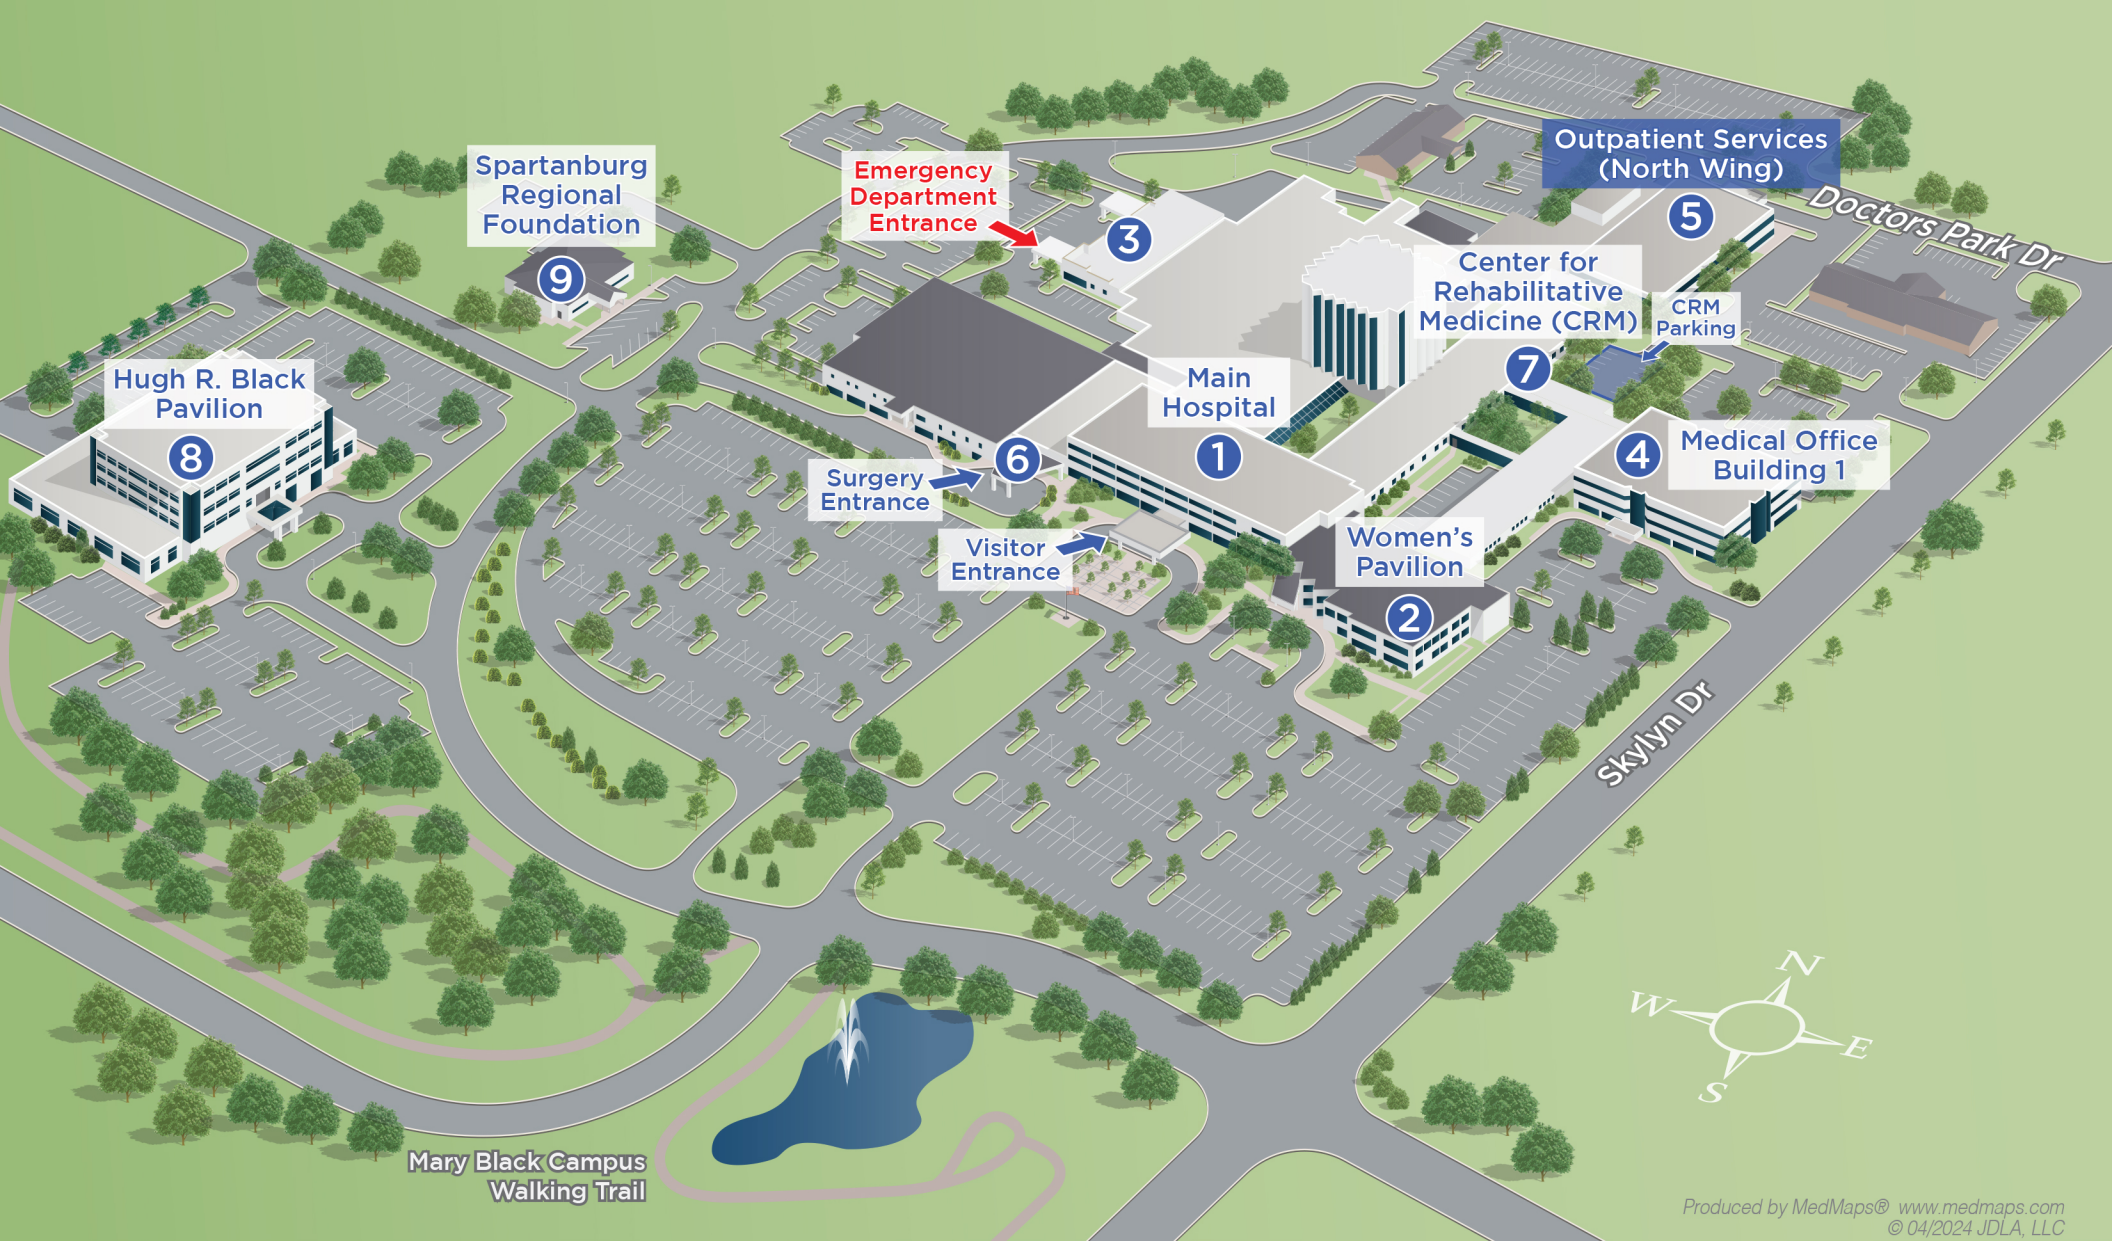 Outpatient Services
(North Wing)
5
Spartanburg
Regional
Foundation
9
Emergency
Department
Entrance
3
Doctors Park Dr
Center for
Rehabilitative
Medicine (CRM)
7
CRM
Parking
Hugh R. Black
Pavilion
8
Main
Hospital
1
4
Medical Office
Building 1
6
Surgery
Entrance
Visitor
Entrance
Women's
Pavilion
2
Skylyn Dr
N
W
E
S
Mary Black Campus
Walking Trail
Produced by MedMaps® www.medmaps.com
© 04/2024 JDLA, LLC